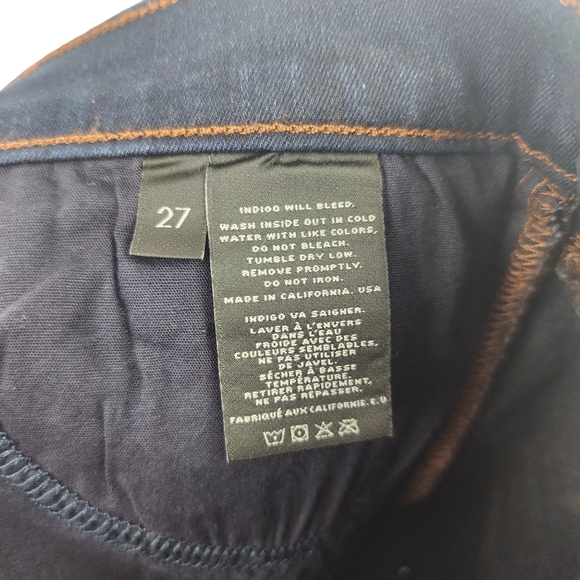 27
INDIGO WILL BLEED.
WASH INSIDE OUT IN COLD
WATER WITH LIKE COLORS,
DO NOT BLEACH.
TUMBLE DRY LOW.
REMOVE PROMPTLY.
DO NOT IRON.
MADE IN CALIFORNIA, USA
INDIGO VA SAIGHER.
LAVER À L'ENVERS
DANS L'EAU
FROIDE AVEC DES
COULEURS SEMBLABLES.
NE PAS UTILISER
DE JAVEL.
SÉCHER À BASSE
TEMPÉRATURE.
RETIRER RAPIDEMENT,
NE PAS REPASSER.
FABRIQUÉ AUX CALIFORNIE, E.U